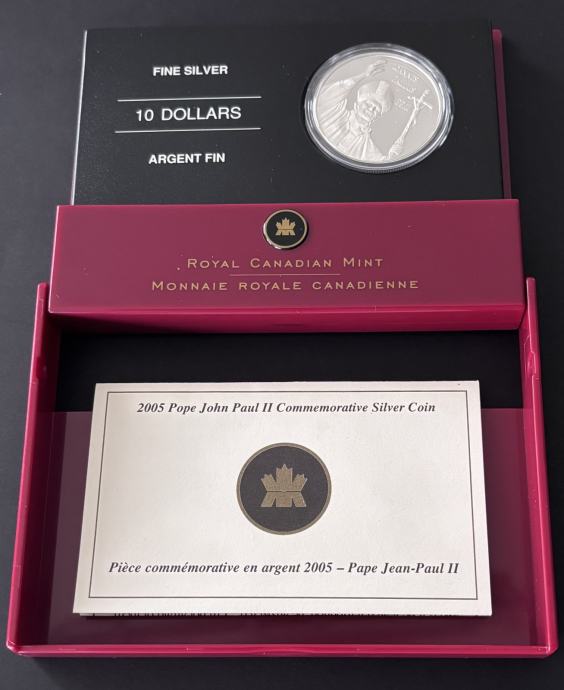 FINE SILVER
10 DOLLARS
ARGENT FIN
2005
ROYAL CANADIAN MINT
MONNAIE ROYALE CANADIENNE
2005 Pope John Paul II Commemorative Silver Coin
Pièce commémorative en argent 2005 – Pape Jean-Paul II